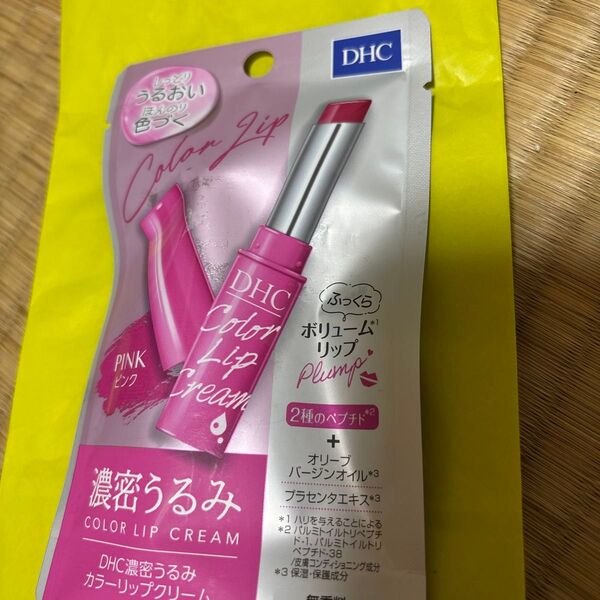 DHC
しっとり
うるおい
ほんのり
色づく
Color Lip
DHC
Color
Lip
Cream
PINK
ピンク
ふっくら
ボリューム*1
リップ
Plump
2種のペプチド*2
+
オリーブ
バージンオイル*3
プラセンタエキス*3
*1 ハリを与えることによる
*2 パルミトイルトリペプチ
ド-1、パルミトイルトリ
ペプチド-38
/皮膚コンディショニング成分
*3 保湿・保護成分
濃密うるみ
COLOR LIP CREAM
DHC濃密うるみ
カラーリップクリーム
無香料